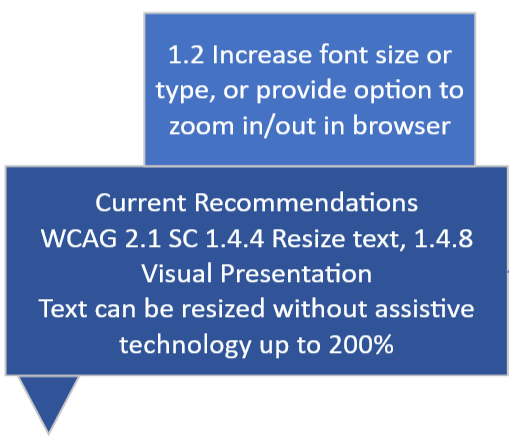 1.2 Increase font size or
type, or provide option to
zoom in/out in browser
Current Recommendations
WCAG 2.1 SC 1.4.4 Resize text, 1.4.8
Visual Presentation
Text can be resized without assistive
technology up to 200%